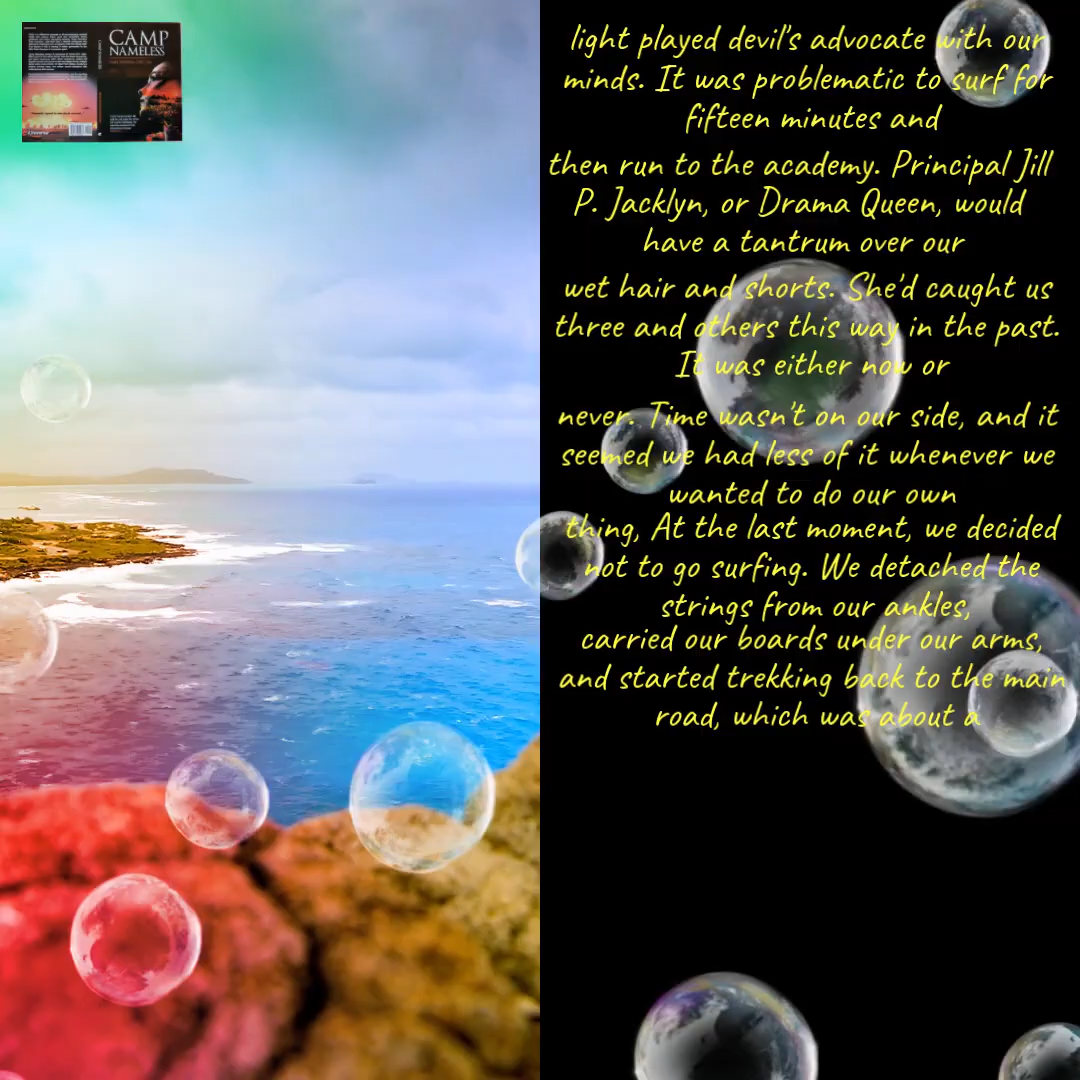 CAMP
NAMELESS
light played devil's advocate with our
minds. It was problematic to surf for
fifteen minutes and
then run to the academy. Principal Jill
P. Jacklyn, or Drama Queen, would
have a tantrum over our
wet hair and shorts. She'd caught us
three and others this way in the past.
It was either now or
never. Time wasn't on our side, and it
seemed we had less of it whenever we
wanted to do our own
thing, At the last moment, we decided
not to go surfing. We detached the
strings from our ankles,
carried our boards under our arms,
and started trekking back to the main
road, which was about a